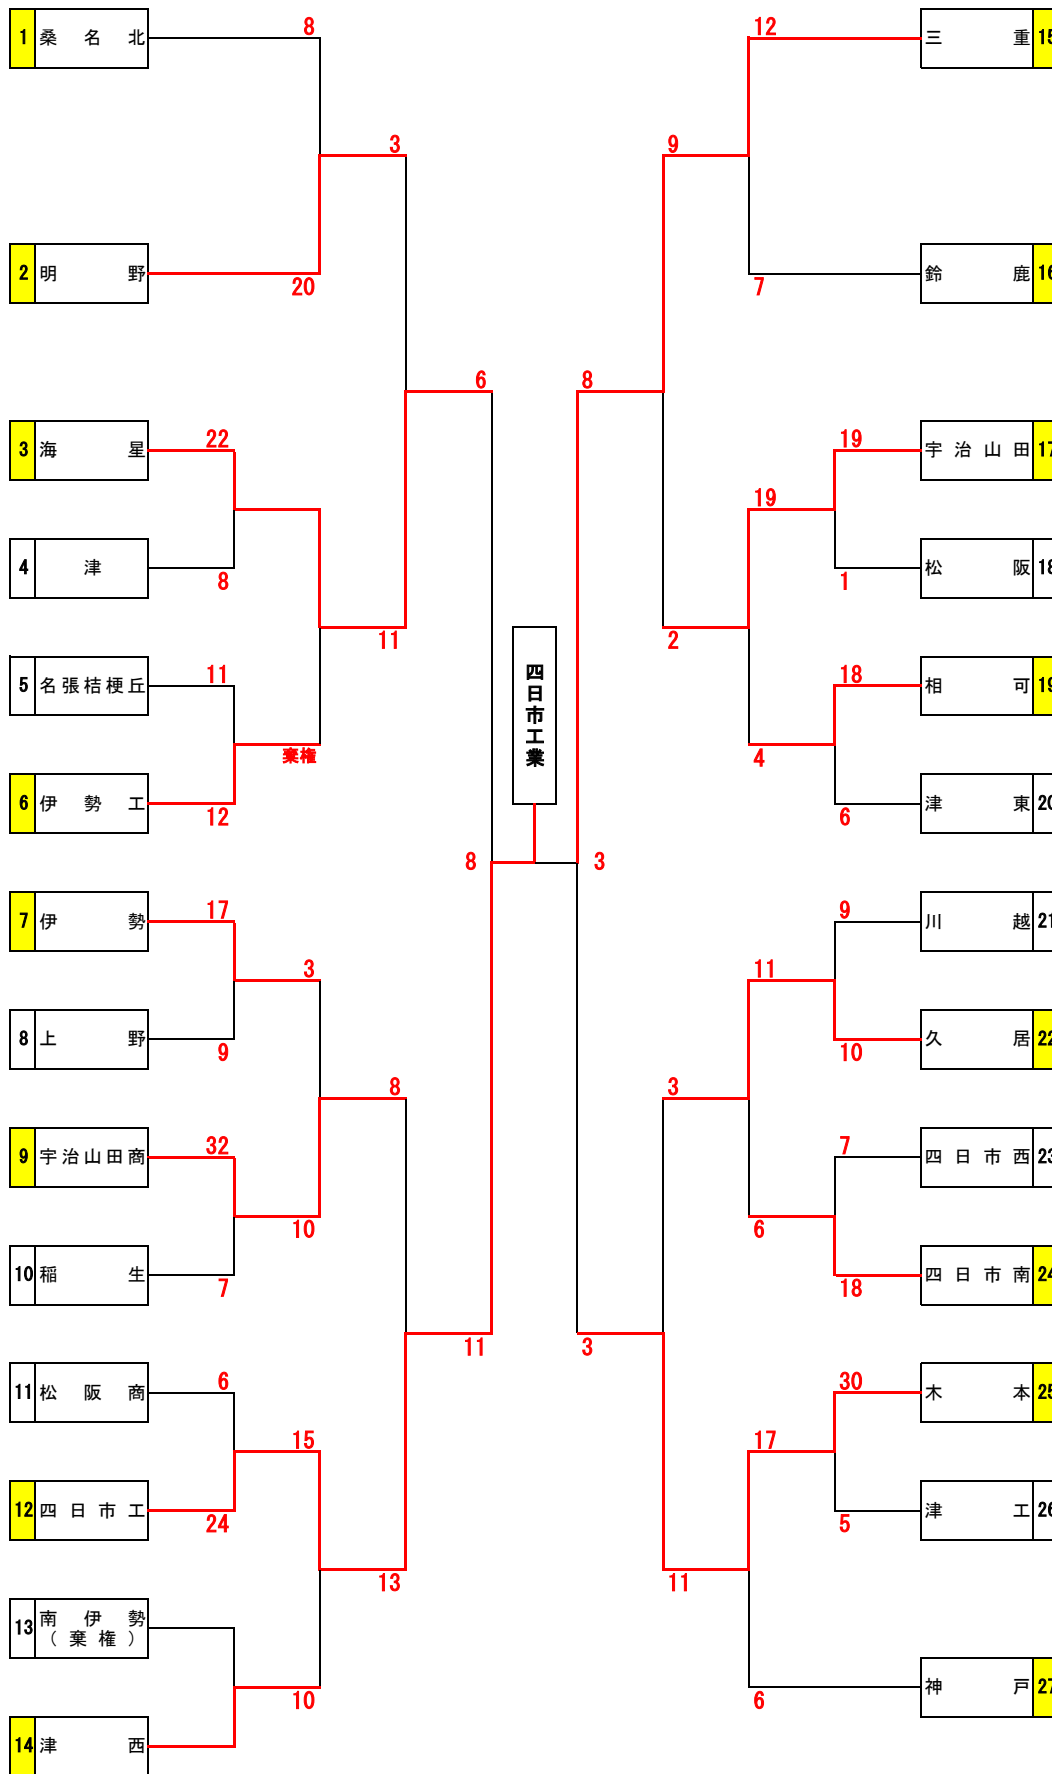 1 桑名北
8
2 明野
20
3
3 海星
22
4 津
8
5 名張桔梗丘
11
6 伊勢工
12
棄権
11
6
7 伊勢
17
8 上野
9
3
9 宇治山田商
32
10 稲生
7
10
8
11 松阪商
6
12 四日市工
24
15
13 南伊勢
(棄権)
14 津西
10
13
11
8
四日市工業
3
12
三重 15
9
7
鈴鹿 16
8
19
宇治山田 17
19
1
松阪 18
2
18
相可 19
4
6
津東 20
9
川越 21
11
10
久居 22
3
7
四日市西 23
6
18
四日市南 24
3
30
木本 25
17
5
津工 26
11
6
神戸 27